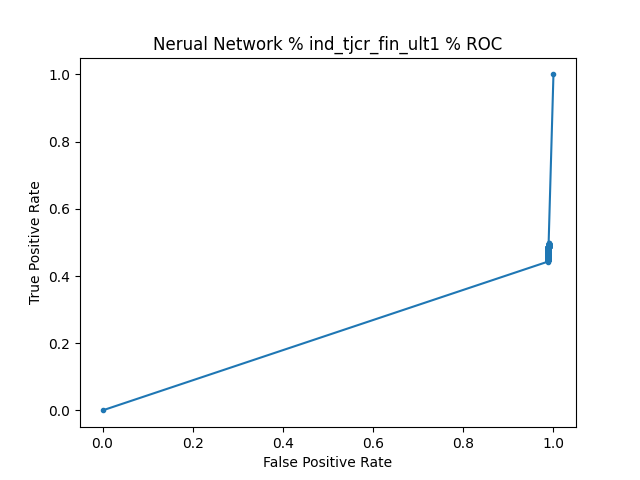 Nerual Network % ind_tjcr_fin_ult1 % ROC
1.0
0.8
0.6
0.4
0.2
0.0
True Positive Rate
0.0 0.2 0.4 0.6 0.8 1.0
False Positive Rate